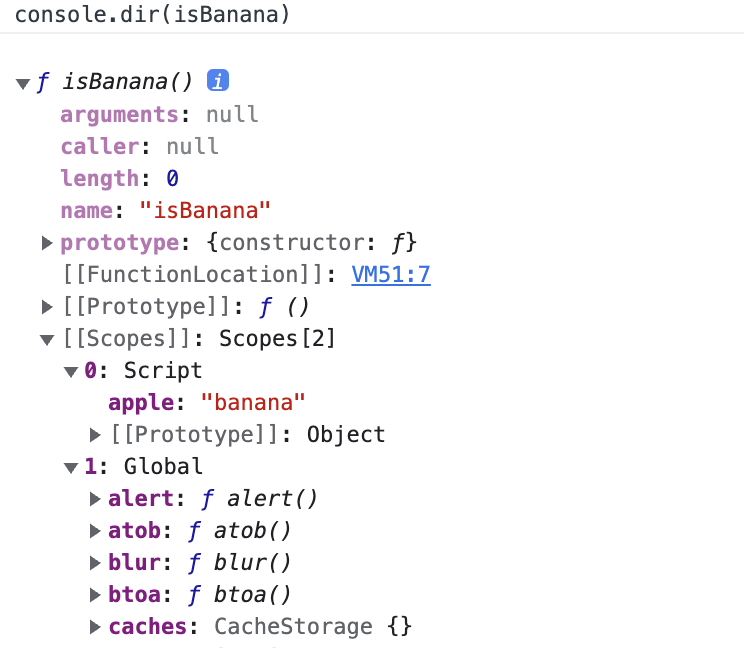 console.dir(isBanana)
▼ƒ isBanana() i
arguments: null
caller: null
length: 0
name: "isBanana"
▶prototype: {constructor: ƒ}
[[FunctionLocation]]: VM51:7
▶[[Prototype]]: ƒ ()
▼[[Scopes]]: Scopes[2]
▼0: Script
apple: "banana"
▶[[Prototype]]: Object
▼1: Global
▶alert: ƒ alert()
▶atob: ƒ atob()
▶blur: ƒ blur()
▶btoa: ƒ btoa()
▶caches: CacheStorage {}